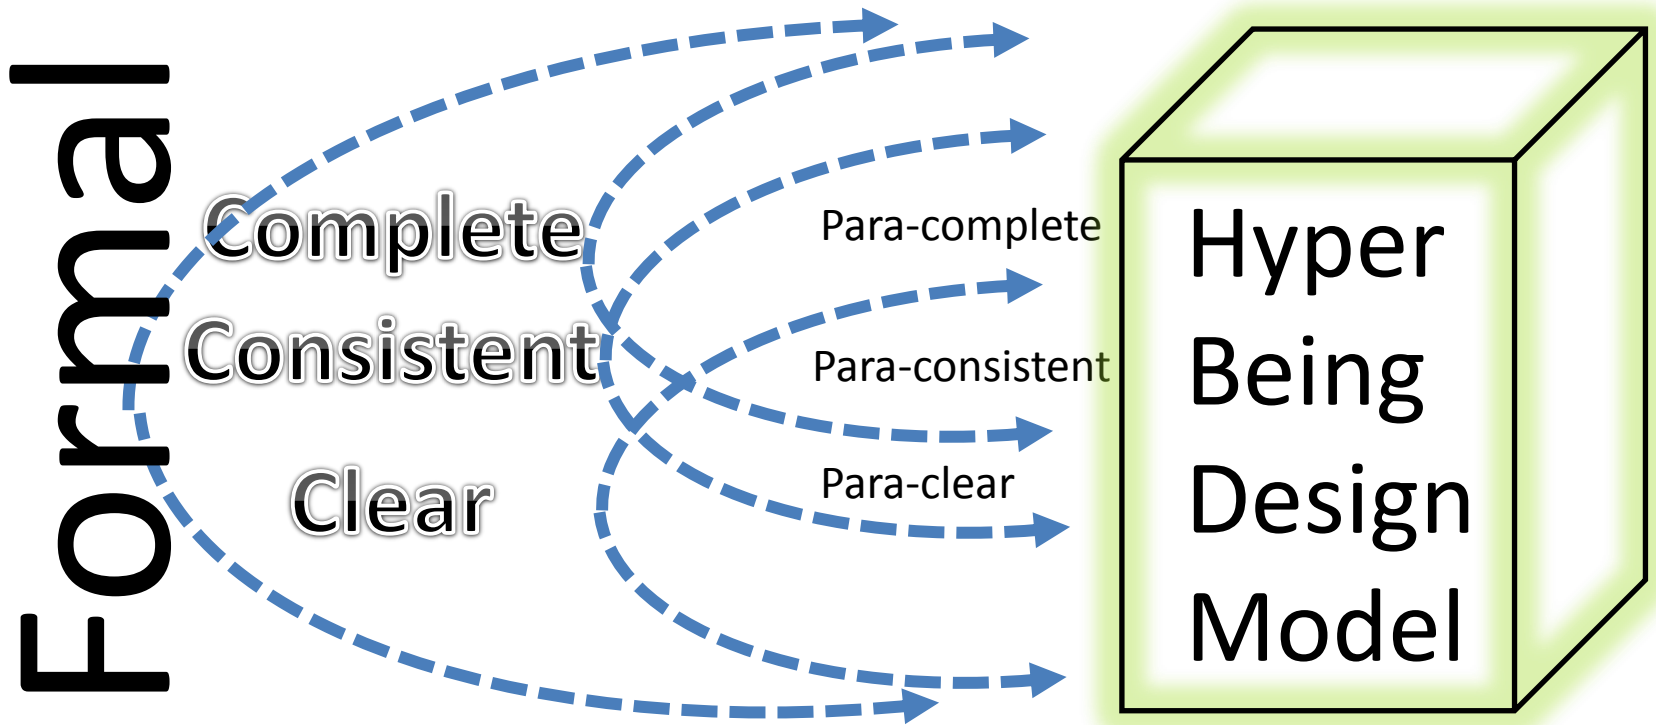 Formal
Complete
Consistent
Clear
Para-complete
Para-consistent
Para-clear
Hyper
Being
Design
Model